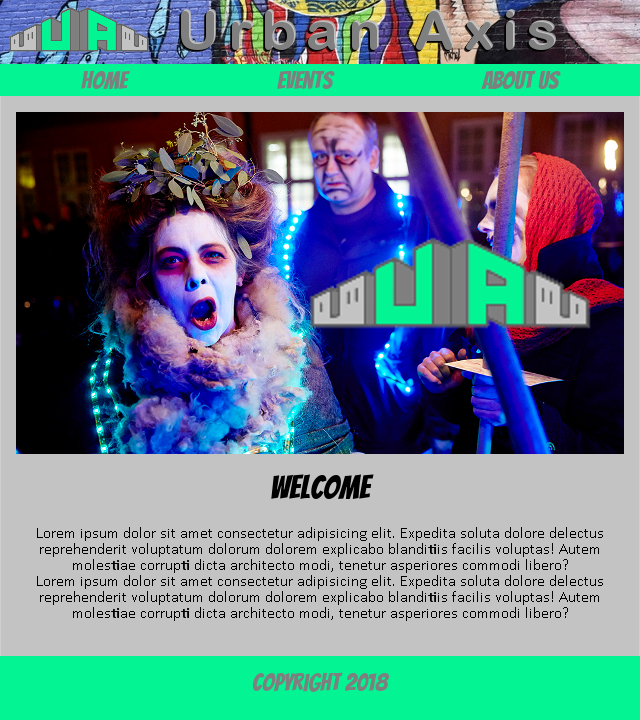 UA Urban Axis
HOME EVENTS ABOUT US
UA
WELCOME
Lorem ipsum dolor sit amet consectetur adipisicing elit. Expedita soluta dolore delectus
reprehenderit voluptatum dolorum dolorem explicabo blanditiis facilis voluptas! Autem
molestiae corrupti dicta architecto modi, tenetur asperiores commodi libero?
Lorem ipsum dolor sit amet consectetur adipisicing elit. Expedita soluta dolore delectus
reprehenderit voluptatum dolorum dolorem explicabo blanditiis facilis voluptas! Autem
molestiae corrupti dicta architecto modi, tenetur asperiores commodi libero?
COPYRIGHT 2018